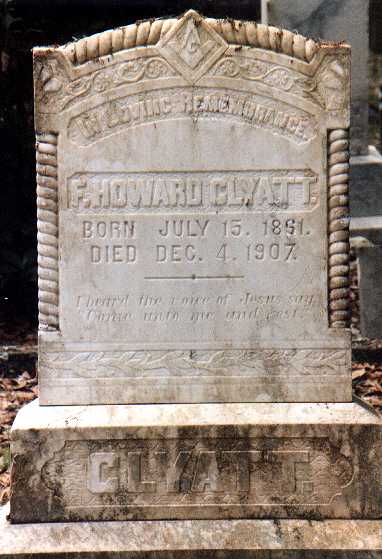 IN LOVING REMEMBRANCE
F. HOWARD CLYATT.
BORN JULY 15. 1861.
DIED DEC. 4. 1907.
I heard the voice of Jesus say,
"Come unto me and rest.
CLYATT.